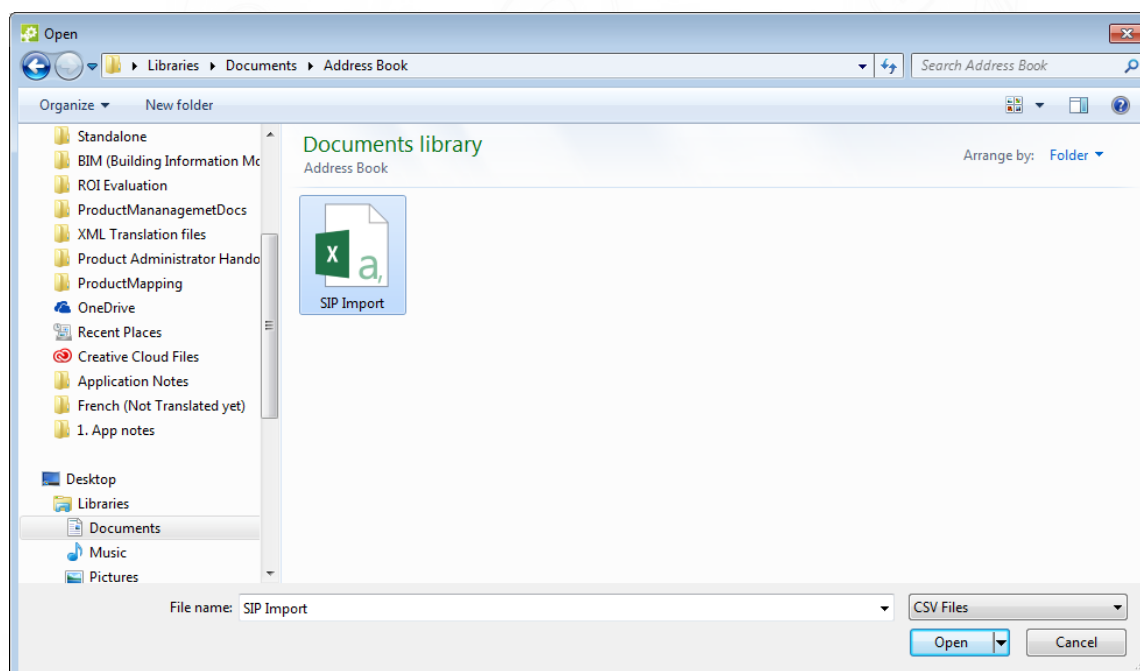 Open
Libraries ▸ Documents ▸ Address Book
Search Address Book
Organize
New folder
Standalone
BIM (Building Information Mc
ROI Evaluation
ProductMananagemetDocs
XML Translation files
Product Administrator Hando
ProductMapping
OneDrive
Recent Places
Creative Cloud Files
Application Notes
French (Not Translated yet)
1. App notes
Desktop
Libraries
Documents
Music
Pictures
Documents library
Address Book
Arrange by: Folder
X a,
SIP Import
File name: SIP Import
CSV Files
Open
Cancel